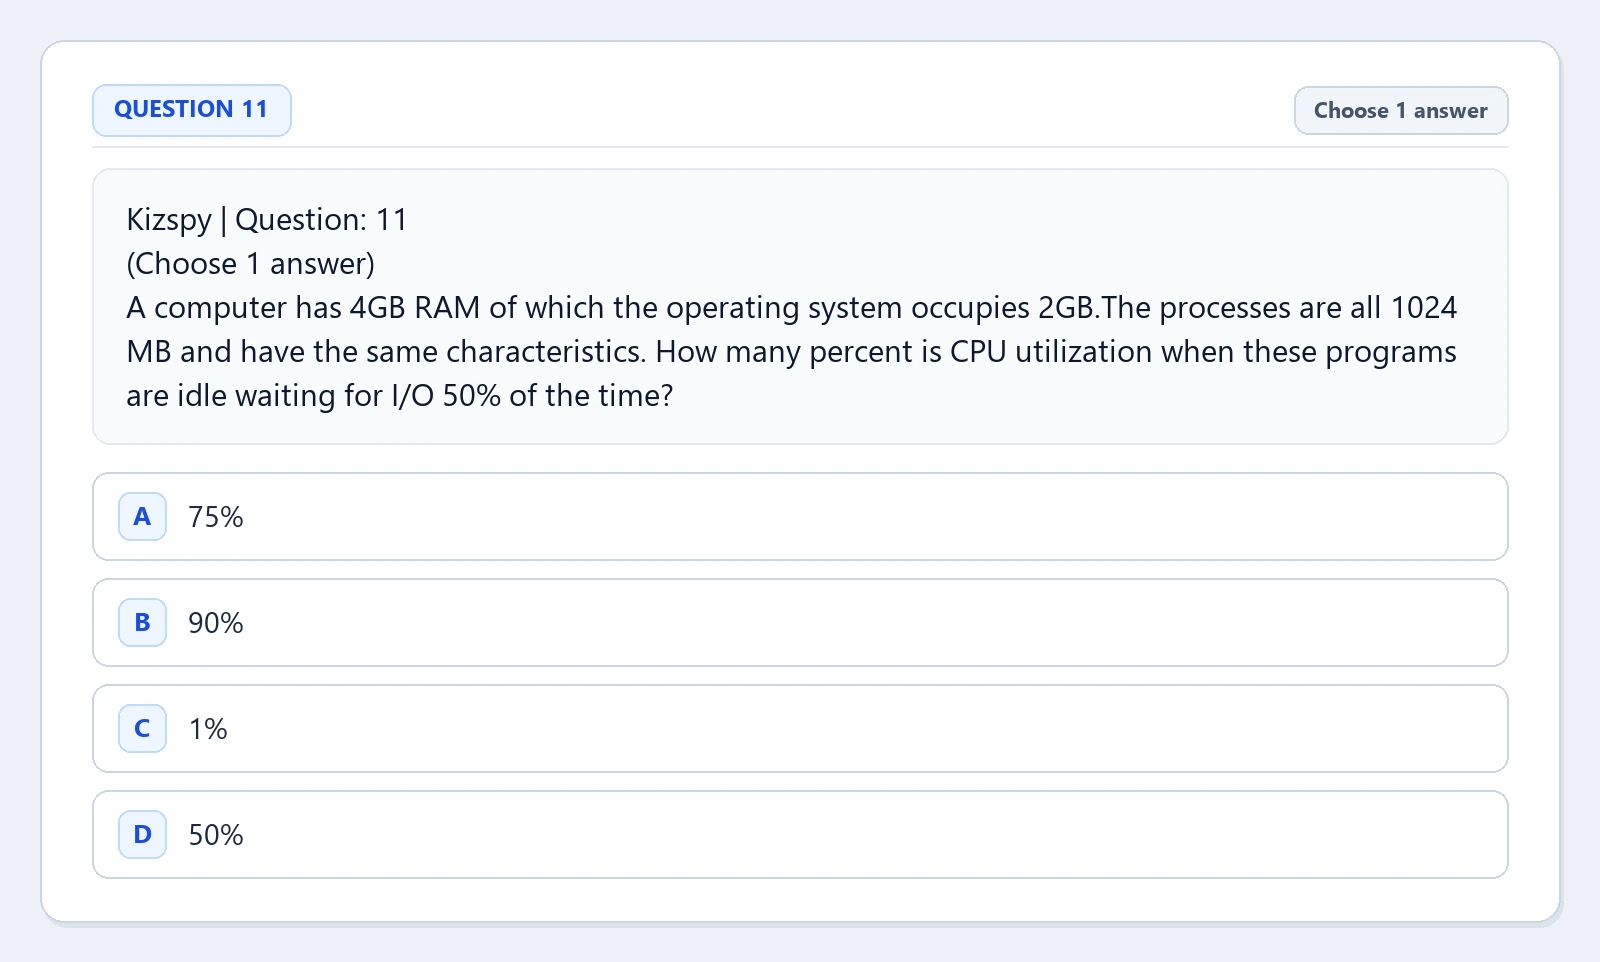 QUESTION 11
Choose 1 answer
Kizspy | Question: 11
(Choose 1 answer)
A computer has 4GB RAM of which the operating system occupies 2GB.The processes are all 1024
MB and have the same characteristics. How many percent is CPU utilization when these programs
are idle waiting for I/O 50% of the time?
A 75%
B 90%
C 1%
D 50%